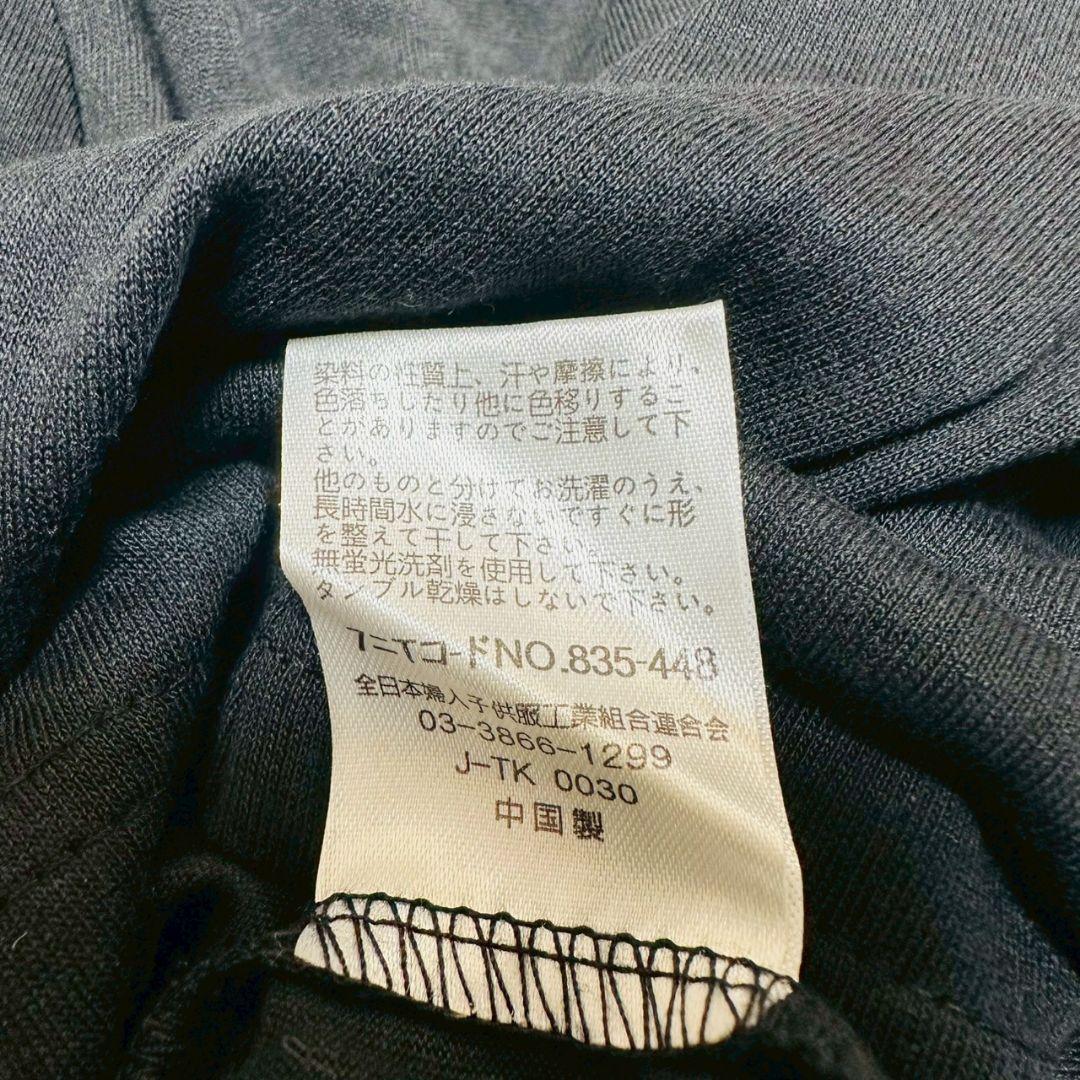 染料の性質上、汗や摩擦により、
色落ちしたり他に色移りするこ
とがありますのでご注意して下
さい。
他のものと分けてお洗濯のうえ、
長時間水に浸さないですぐに形
を整えて干して下さい。
無蛍光洗剤を使用して下さい。
タンブル乾燥はしないで下さい。
フニイコードNO.835-448
全日本婦人子供服工業組合連合会
03-3866-1299
J-TK 0030
中国製